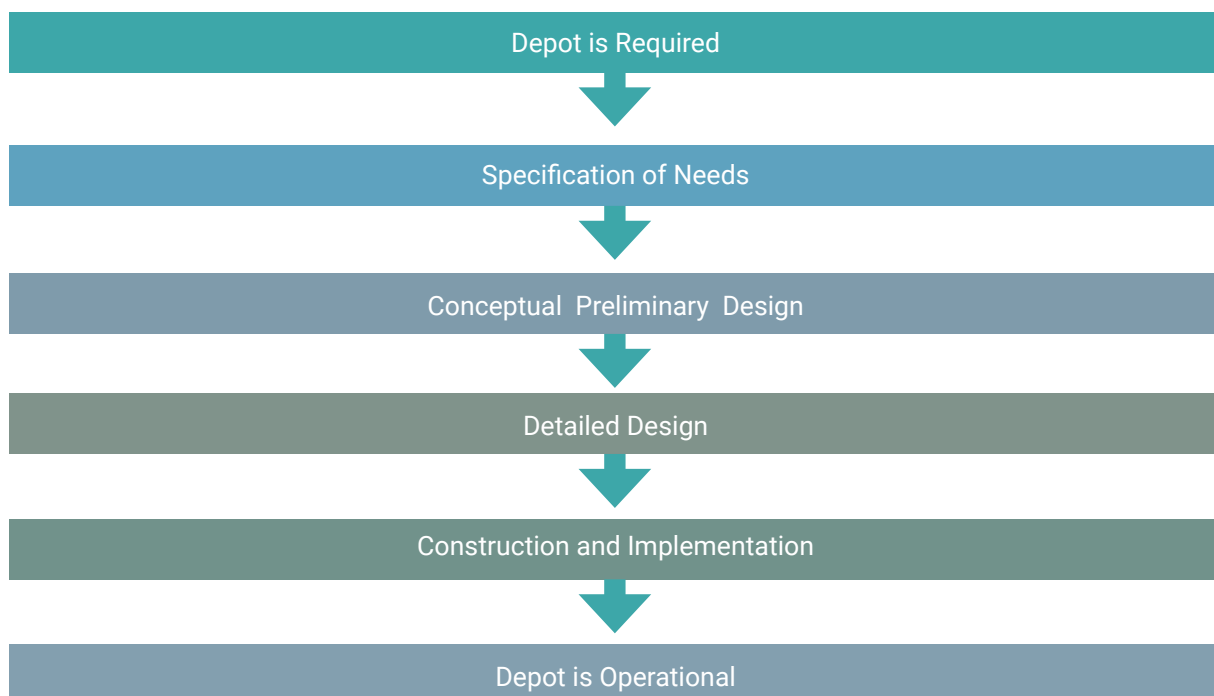 Depot is Required
Specification of Needs
Conceptual Preliminary Design
Detailed Design
Construction and Implementation
Depot is Operational